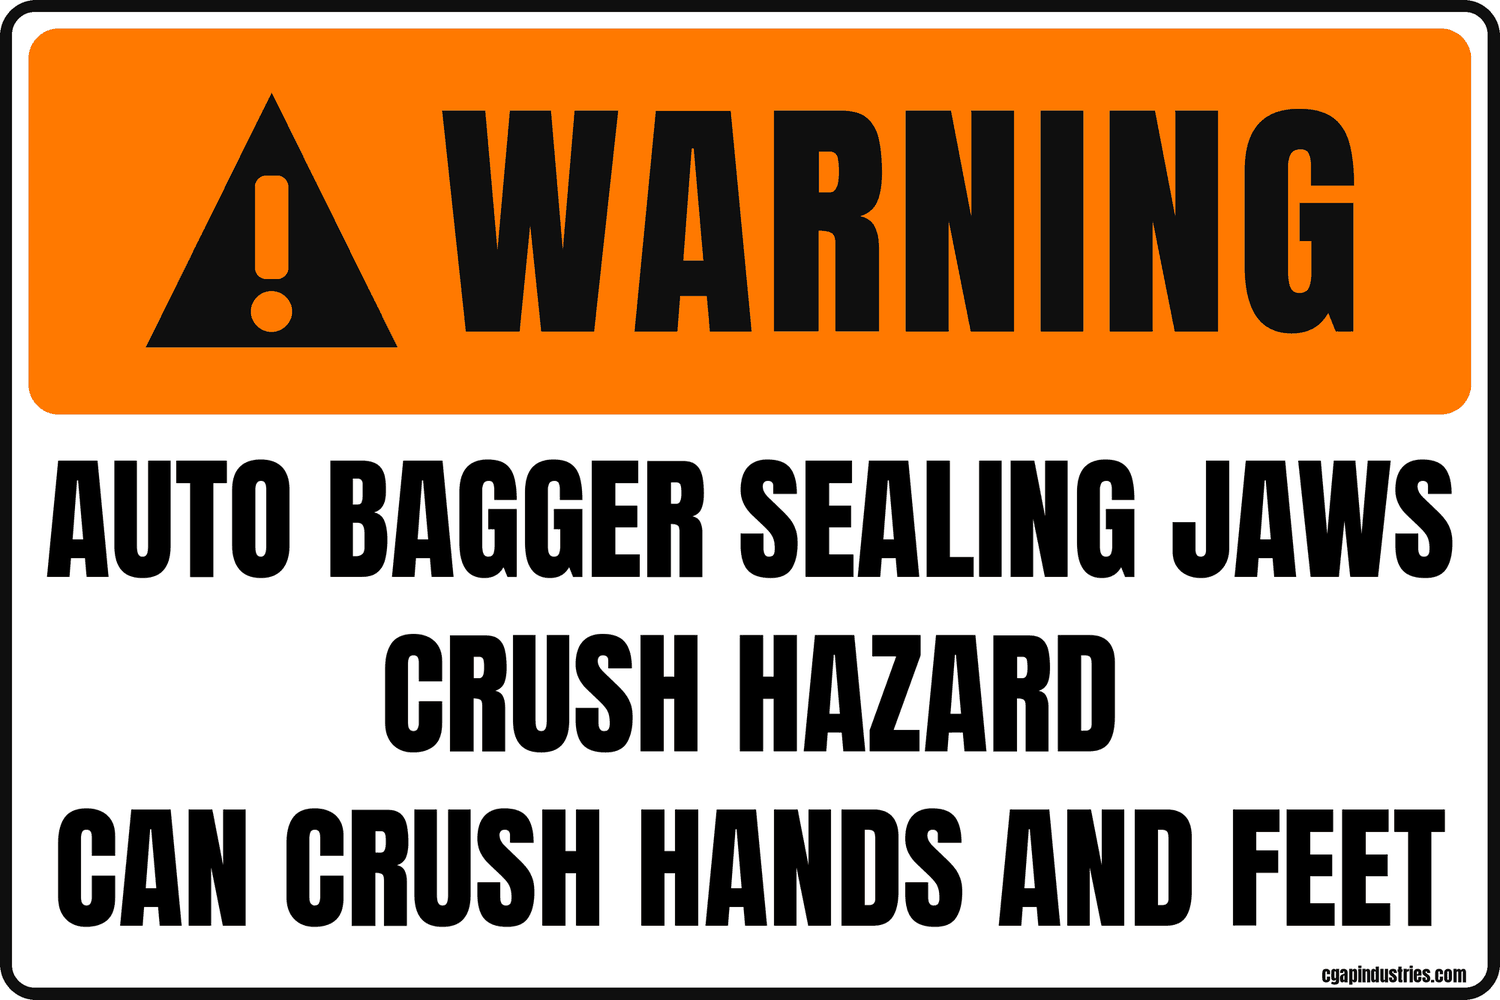 WARNING
AUTO BAGGER SEALING JAWS
CRUSH HAZARD
CAN CRUSH HANDS AND FEET
cgapindustries.com